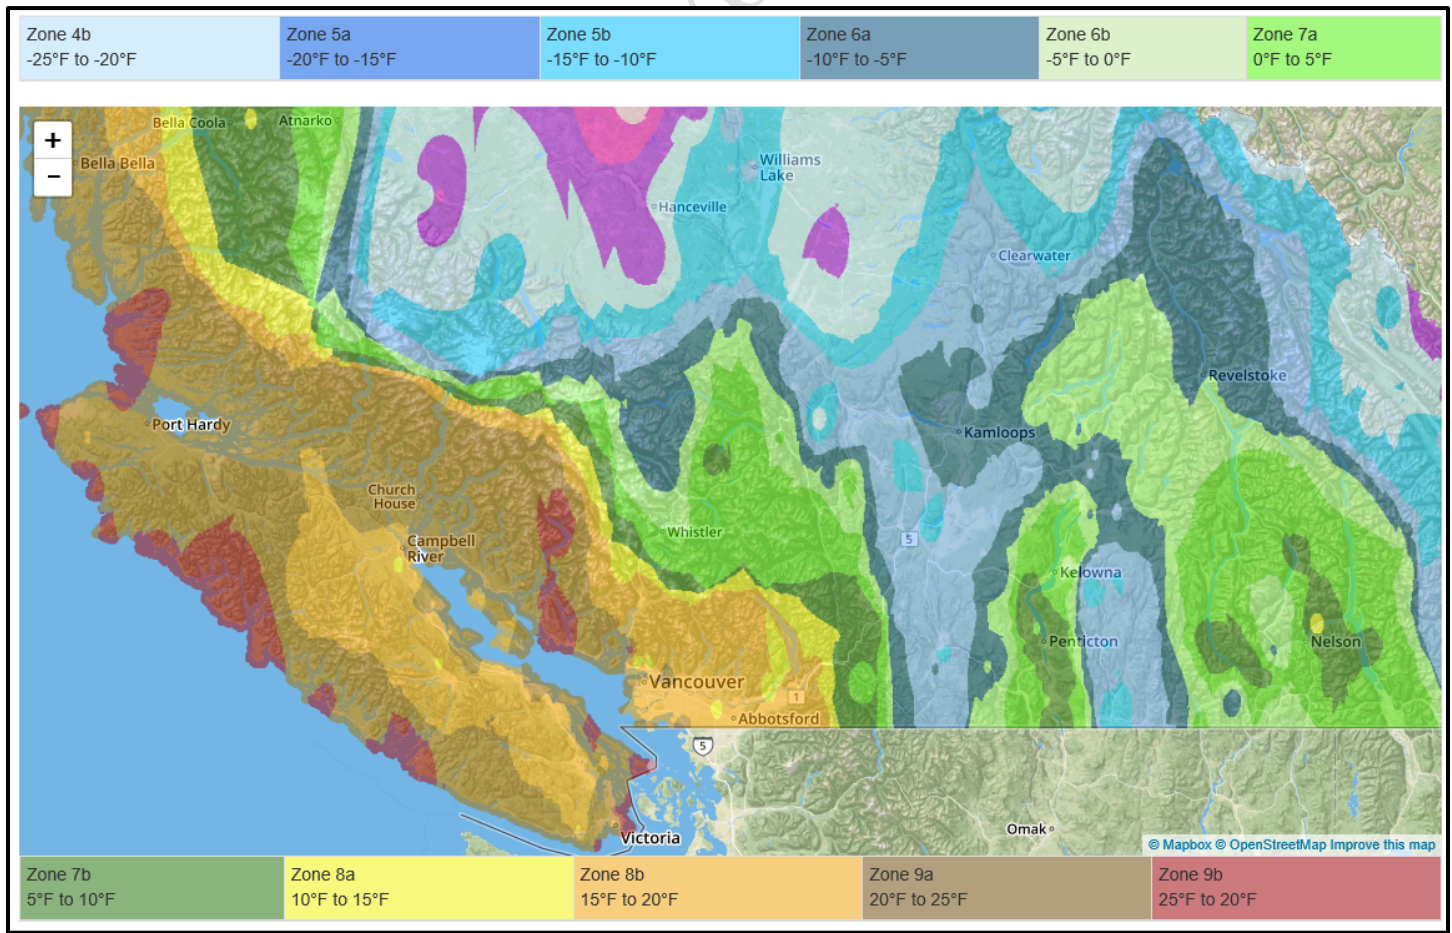 Zone 4b
-25°F to -20°F
Zone 5a
-20°F to -15°F
Zone 5b
-15°F to -10°F
Zone 6a
-10°F to -5°F
Zone 6b
-5°F to 0°F
Zone 7a
0°F to 5°F
+
−
Bella Coola
Atnarko
Bella Bella
Williams
Lake
Hanceville
Clearwater
Revelstoke
Port Hardy
Kamloops
Church
House
Whistler
Campbell
River
5
Kelowna
Penticton
Nelson
Vancouver
1
Abbotsford
5
Omak
Victoria
© Mapbox © OpenStreetMap Improve this map
Zone 7b
5°F to 10°F
Zone 8a
10°F to 15°F
Zone 8b
15°F to 20°F
Zone 9a
20°F to 25°F
Zone 9b
25°F to 20°F